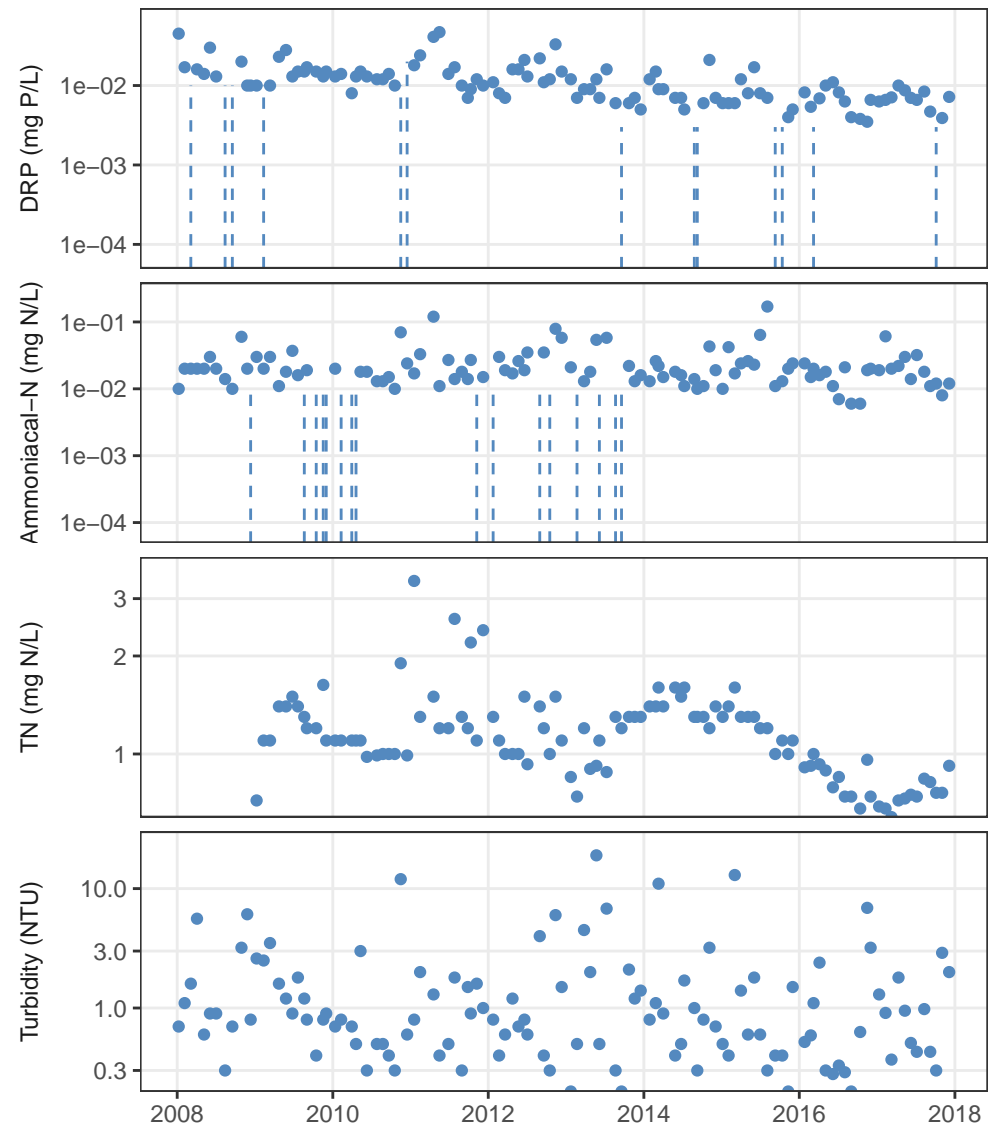 DRP (mg P/L)
1e−02
1e−03
1e−04
Ammoniacal−N (mg N/L)
1e−01
1e−02
1e−03
1e−04
TN (mg N/L)
3
2
1
Turbidity (NTU)
10.0
3.0
1.0
0.3
2008 2010 2012 2014 2016 2018